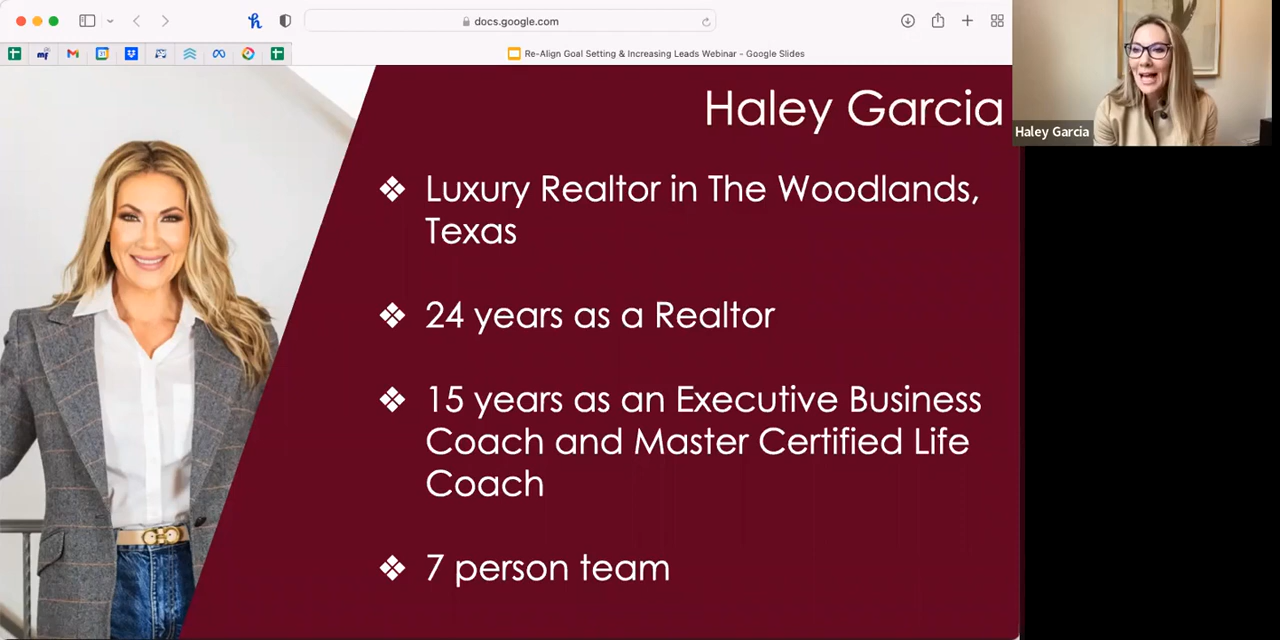 docs.google.com
Re-Align Goal Setting & Increasing Leads Webinar - Google Slides
Haley Garcia
Haley Garcia
❖ Luxury Realtor in The Woodlands,
Texas
❖ 24 years as a Realtor
❖ 15 years as an Executive Business
Coach and Master Certified Life
Coach
❖ 7 person team